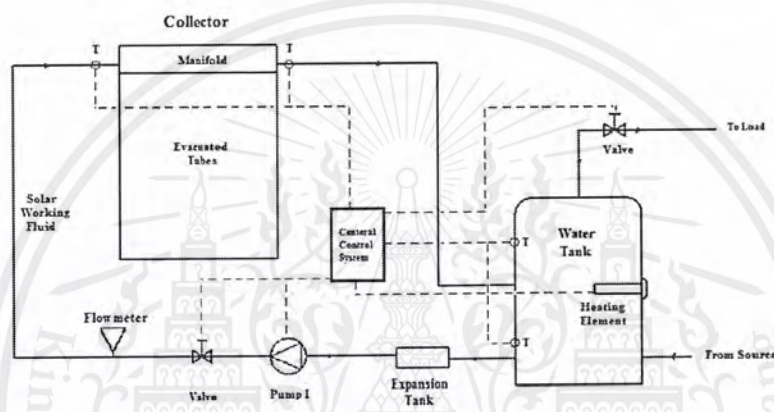 Collector
T
T
Manifold
Evacuated
Tubes
Solar
Working
Fluid
To Load
Valve
Central
Control
System
T
Water
Tank
Heating
Element
T
Flowmeter
From Source
Valve
Pump 1
Expansion
Tank